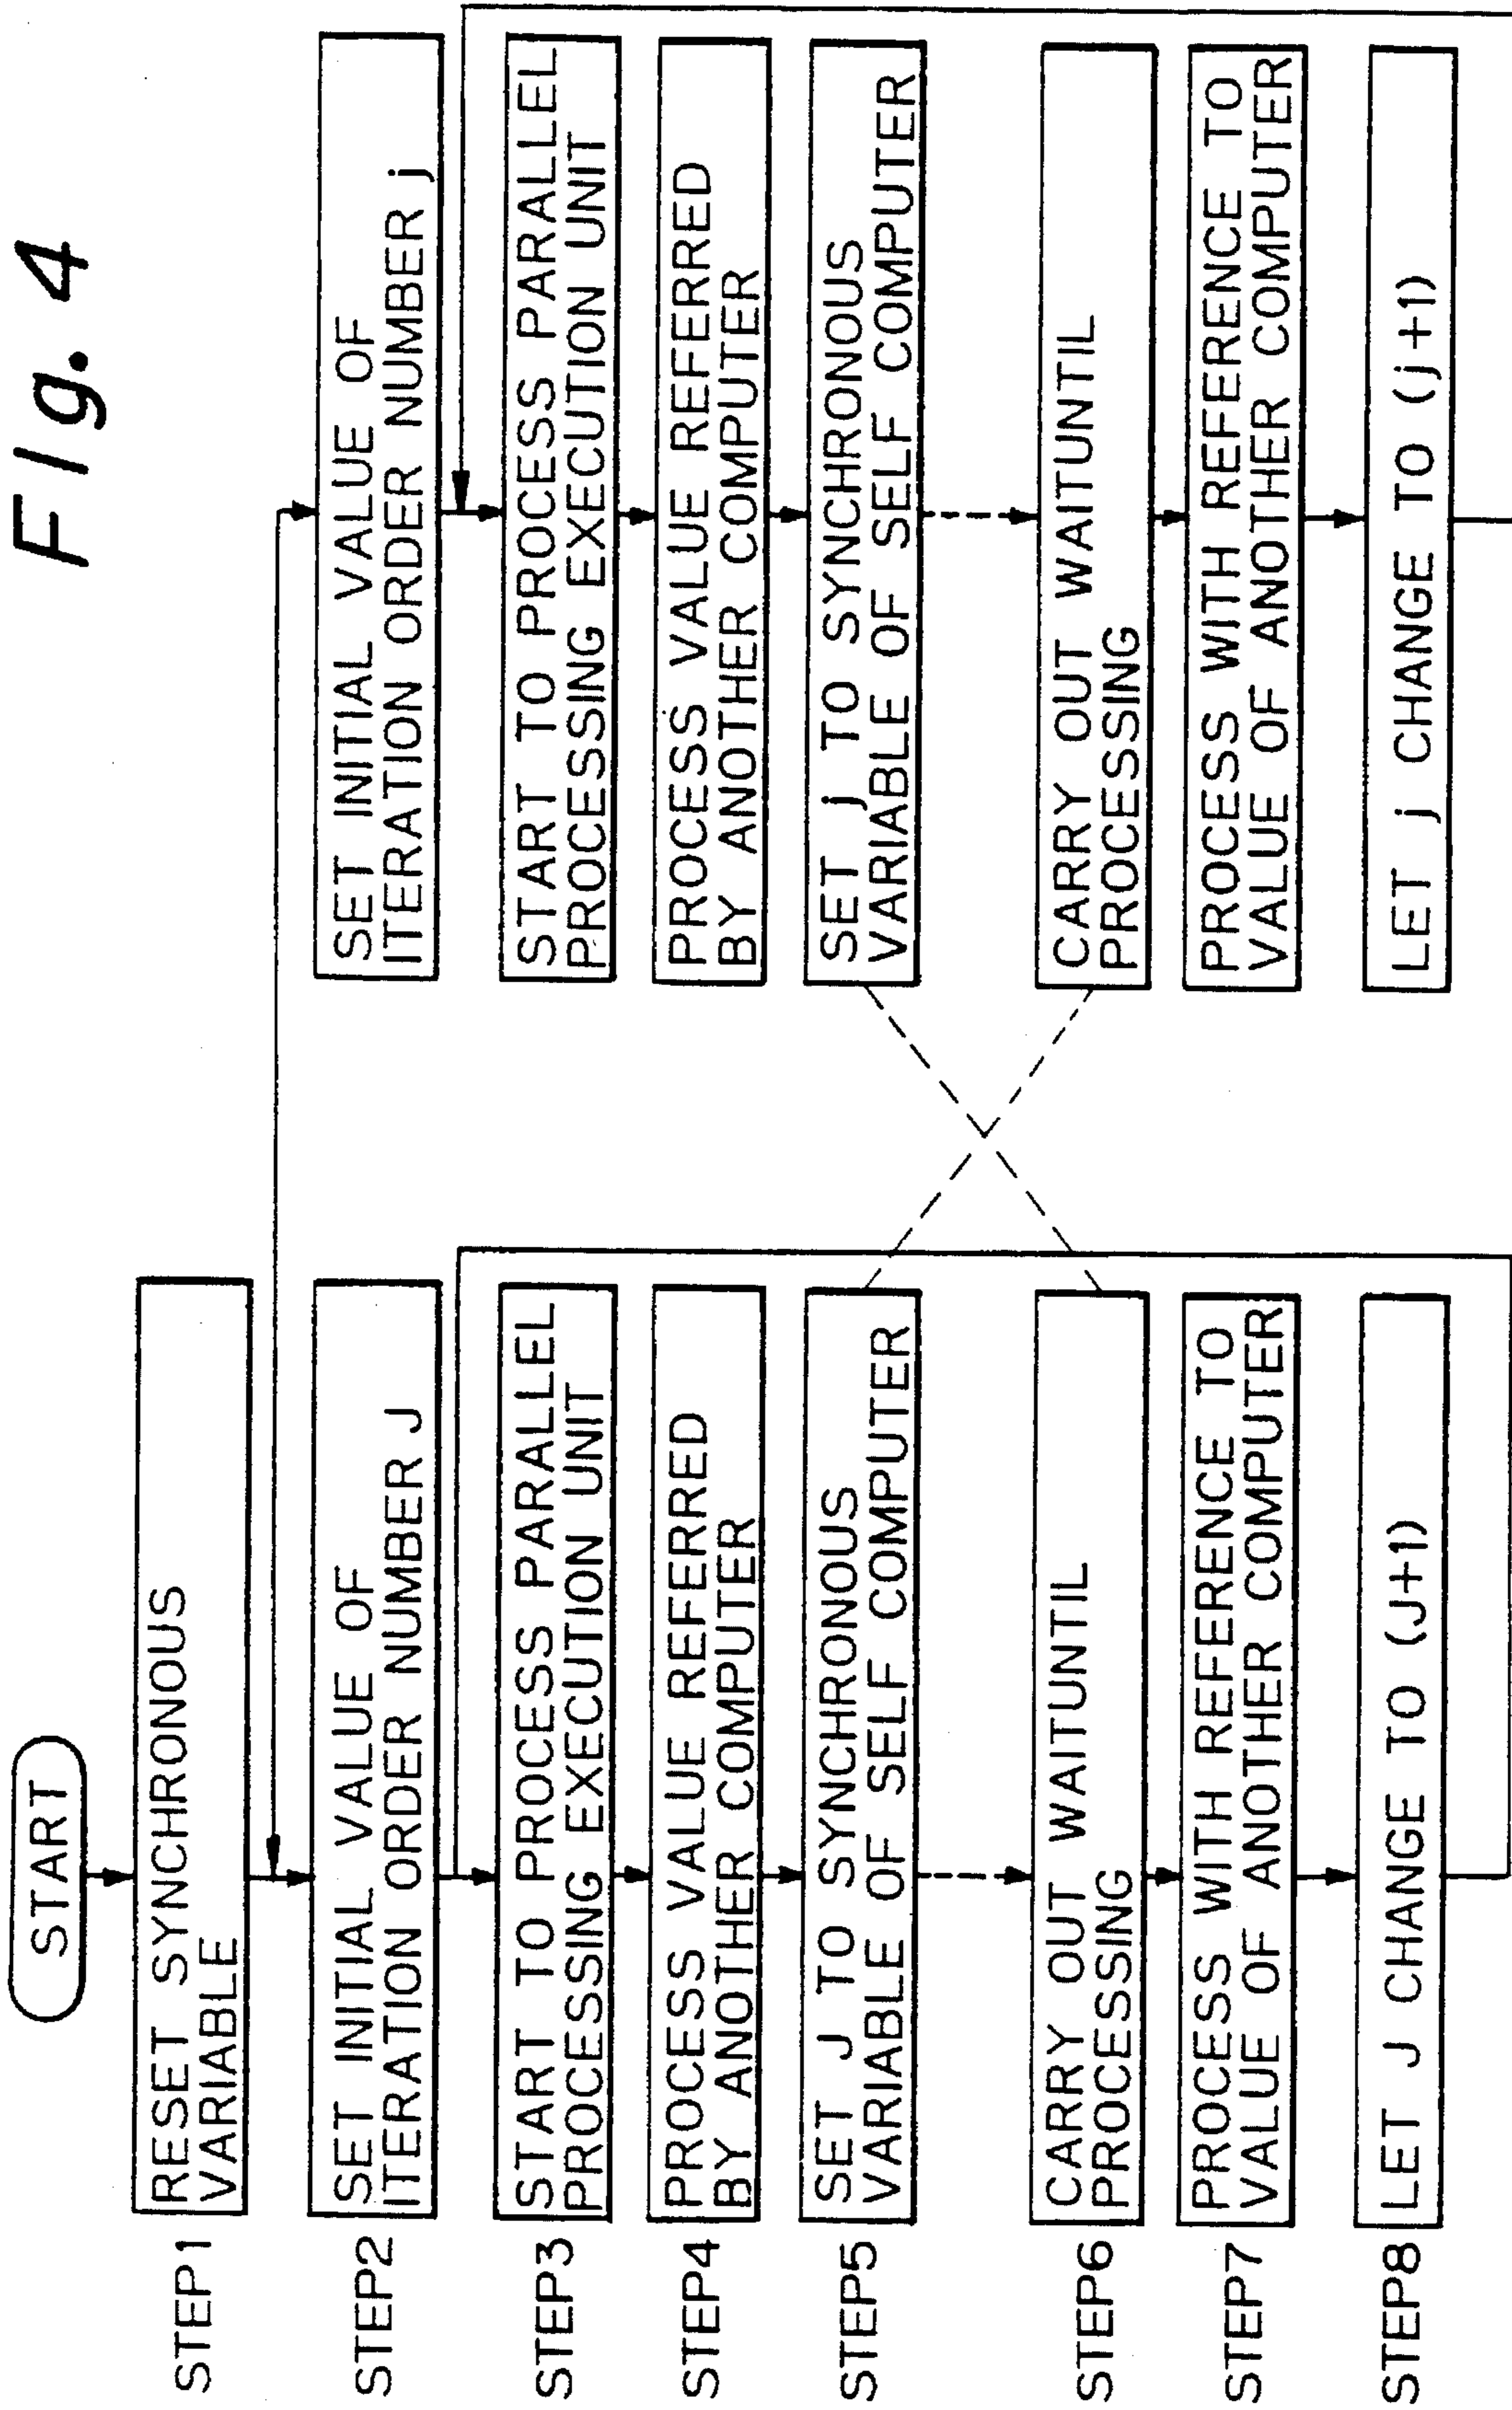 Fig. 4
START
STEP1
RESET SYNCHRONOUS
VARIABLE
STEP2
SET INITIAL VALUE OF
ITERATION ORDER NUMBER J
SET INITIAL VALUE OF
ITERATION ORDER NUMBER j
STEP3
START TO PROCESS PARALLEL
PROCESSING EXECUTION UNIT
START TO PROCESS PARALLEL
PROCESSING EXECUTION UNIT
STEP4
PROCESS VALUE REFERRED
BY ANOTHER COMPUTER
PROCESS VALUE REFERRED
BY ANOTHER COMPUTER
STEP5
SET J TO SYNCHRONOUS
VARIABLE OF SELF COMPUTER
SET j TO SYNCHRONOUS
VARIABLE OF SELF COMPUTER
STEP6
CARRY OUT WAITUNTIL
PROCESSING
CARRY OUT WAITUNTIL
PROCESSING
STEP7
PROCESS WITH REFERENCE TO
VALUE OF ANOTHER COMPUTER
PROCESS WITH REFERENCE TO
VALUE OF ANOTHER COMPUTER
STEP8
LET J CHANGE TO (J+1)
LET j CHANGE TO (j+1)